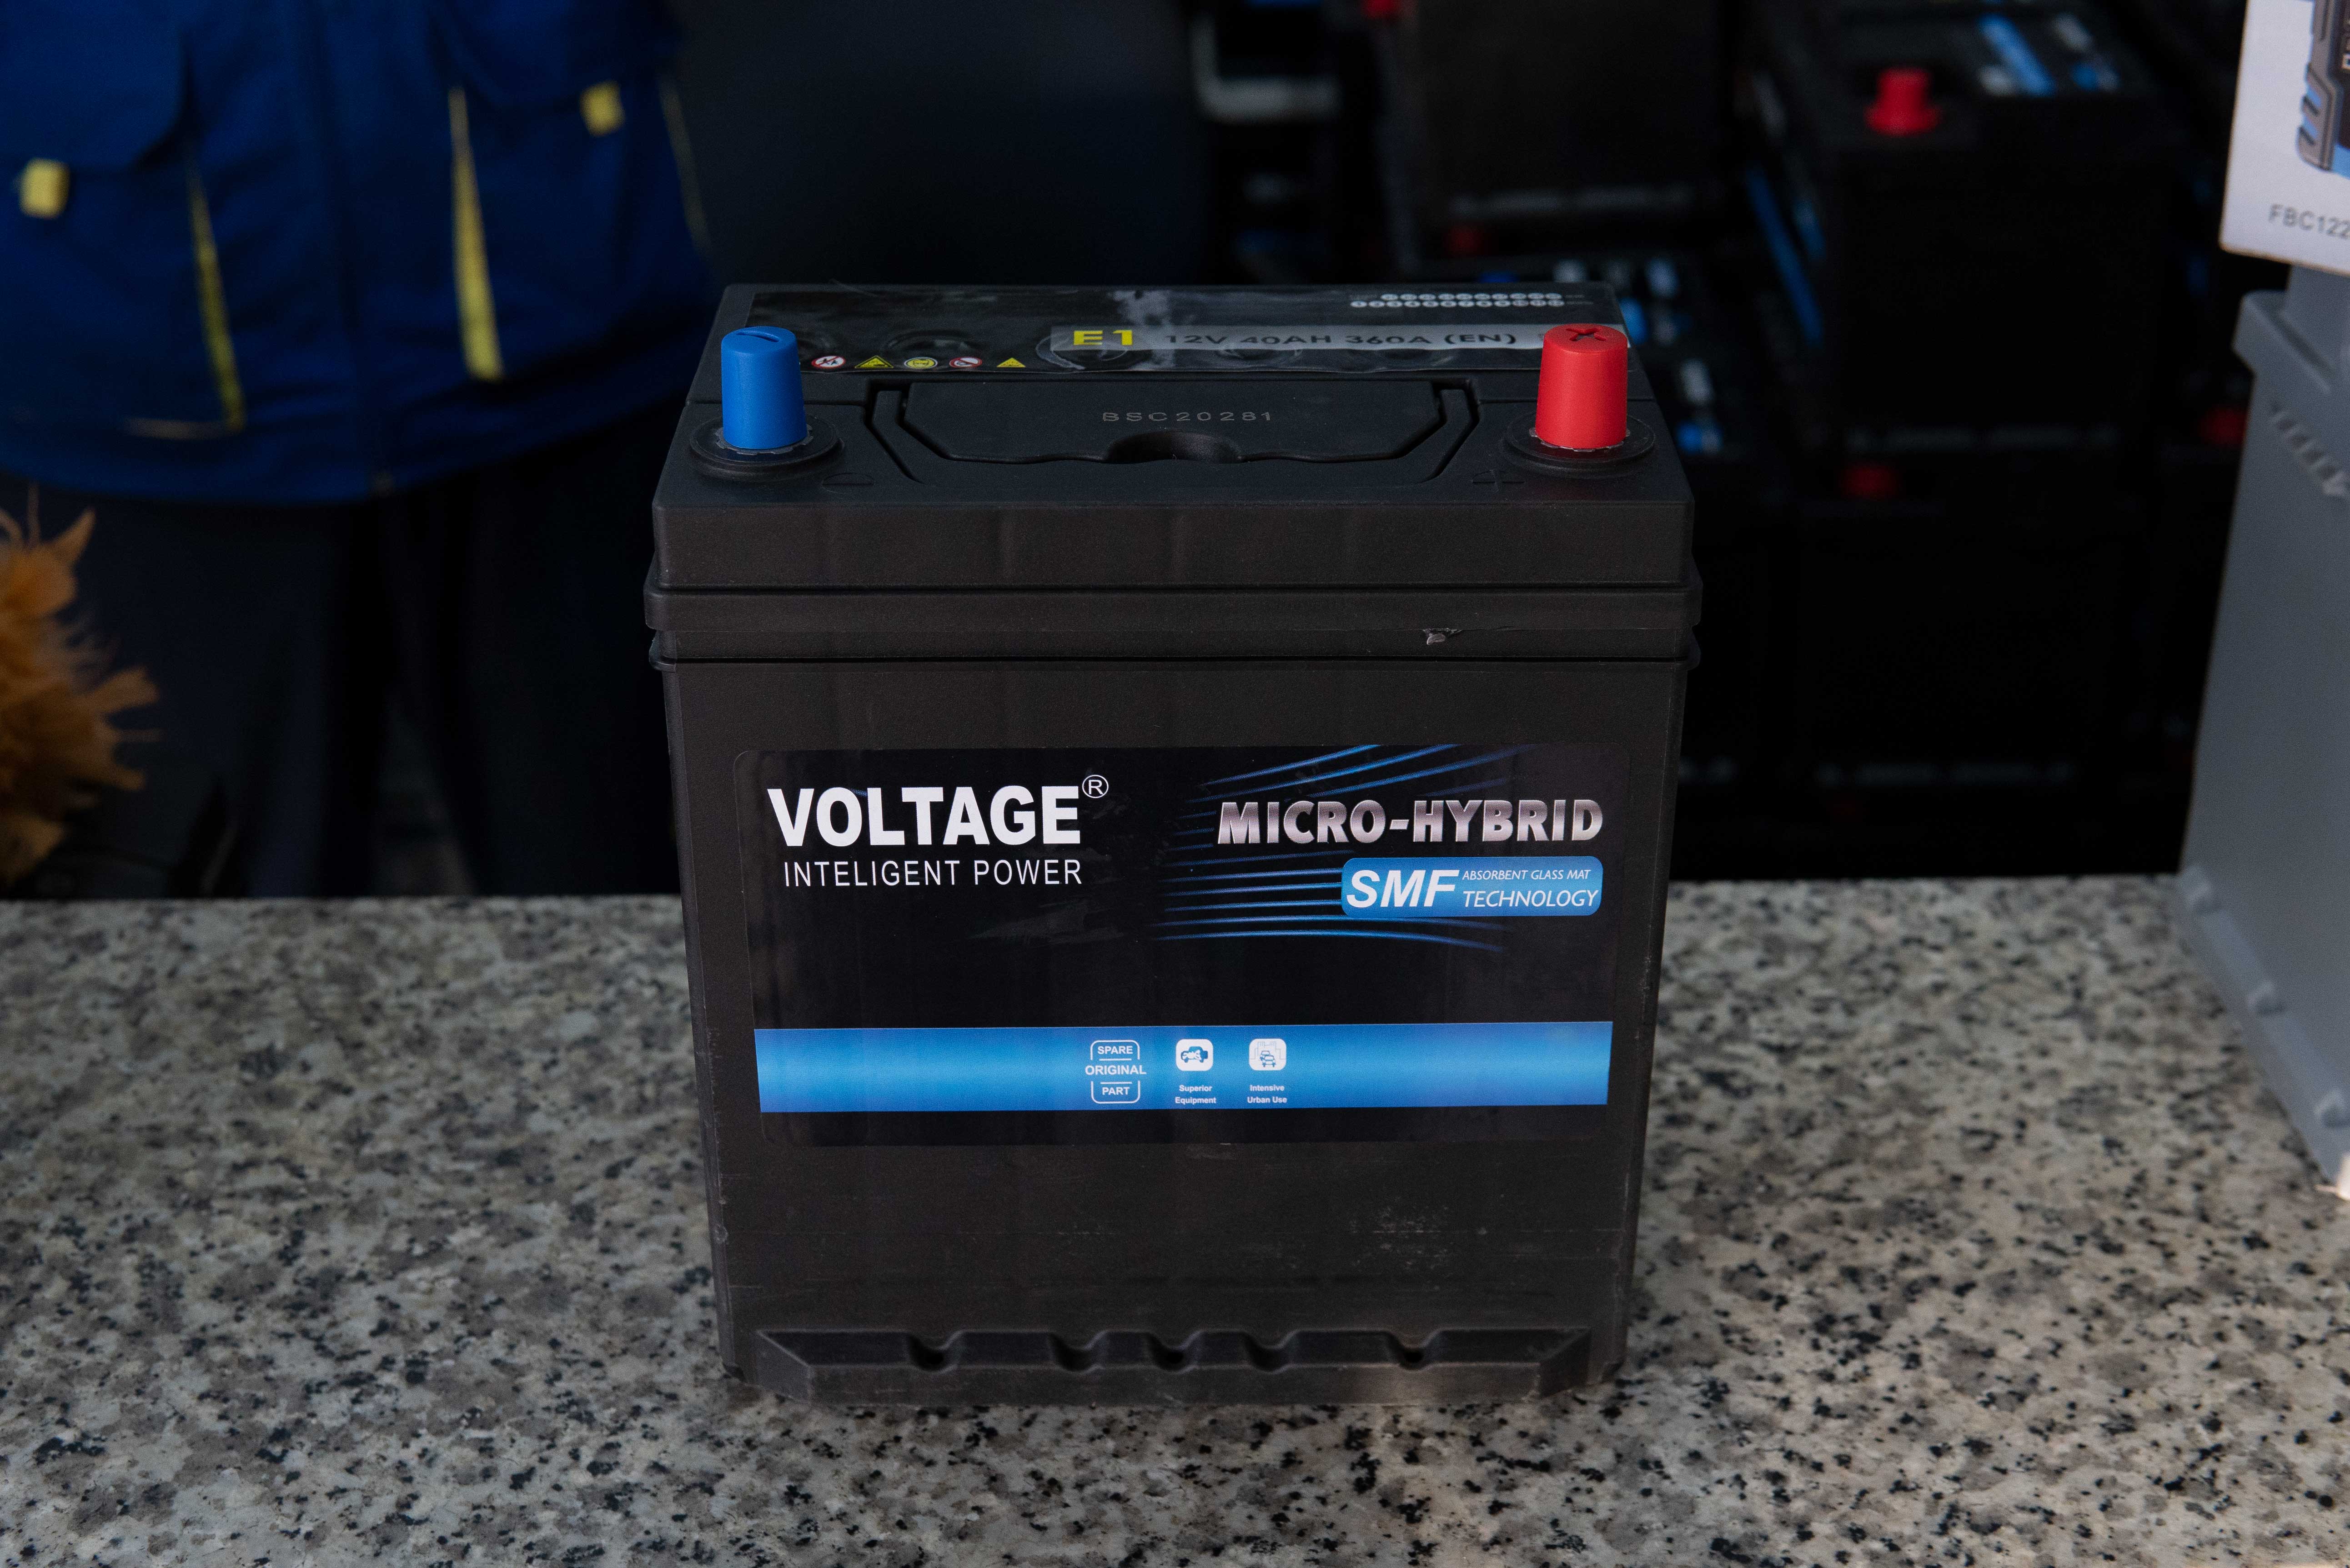 E1 12V 40AH 360A (EN)
BSC20281
VOLTAGE®
INTELIGENT POWER
MICRO-HYBRID
SMF ABSORBENT GLASS MAT
TECHNOLOGY
SPARE
ORIGINAL
PART
Superior
Equipment
Intensive
Urban Use
FBC122